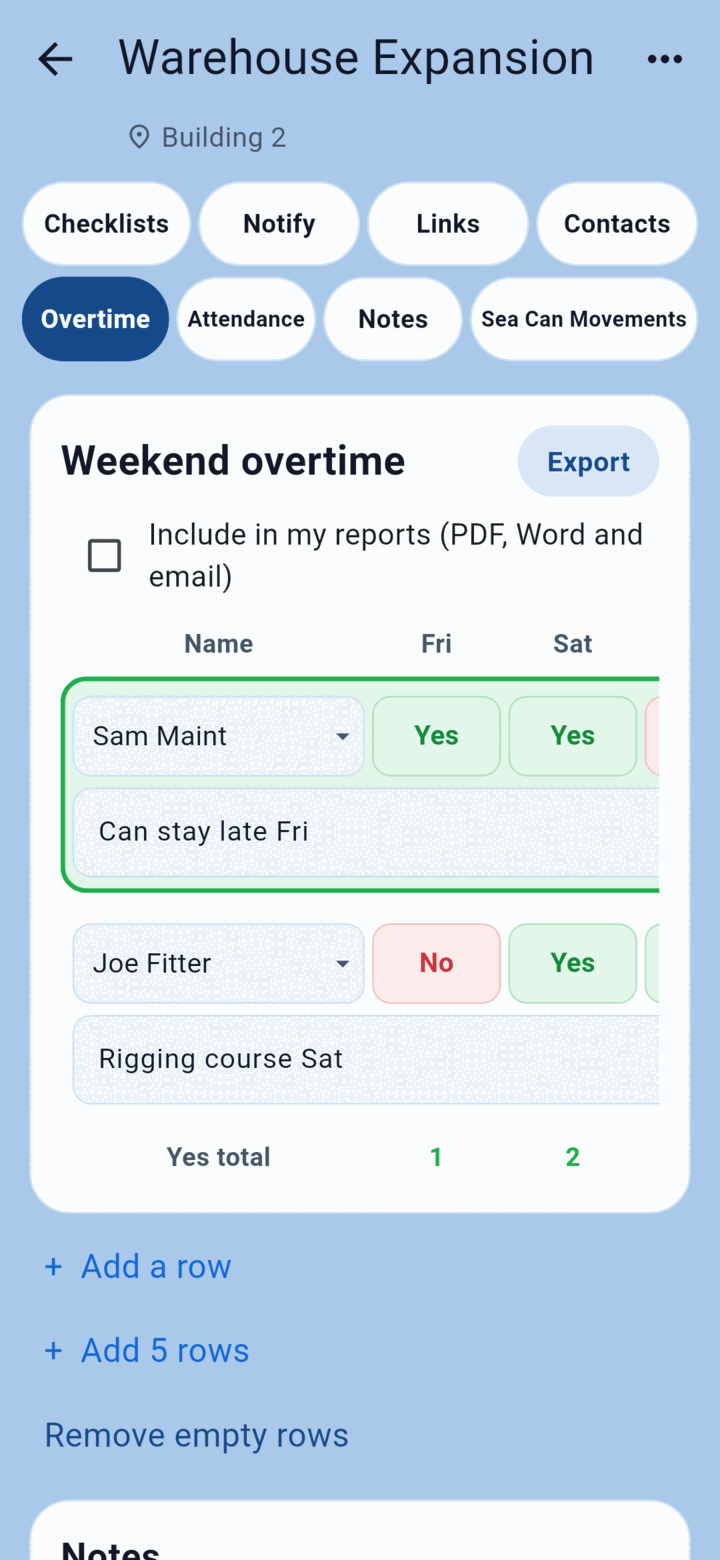 Warehouse Expansion
Building 2
Checklists Notify Links Contacts
Overtime Attendance Notes Sea Can Movements
Weekend overtime Export
Include in my reports (PDF, Word and
email)
Name Fri Sat
Sam Maint Yes Yes
Can stay late Fri
Joe Fitter No Yes
Rigging course Sat
Yes total 1 2
+ Add a row
+ Add 5 rows
Remove empty rows
Notes